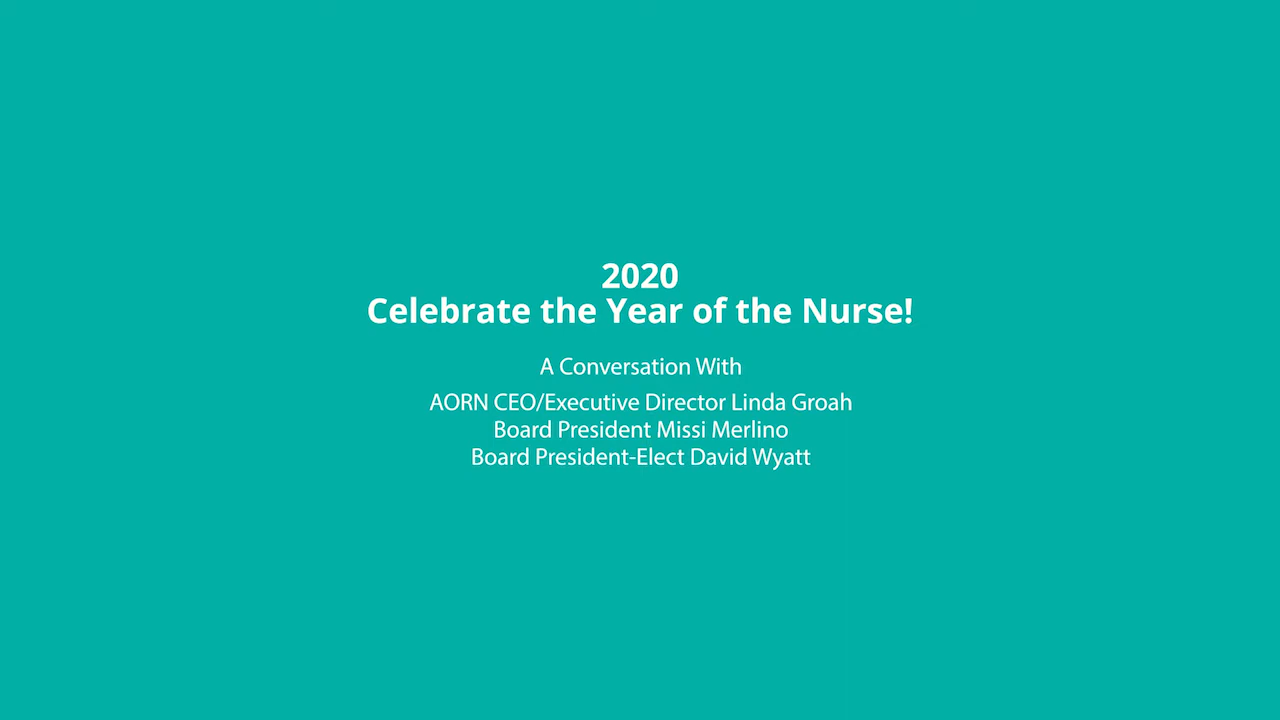 2020
Celebrate the Year of the Nurse!
A Conversation With
AORN CEO/Executive Director Linda Groah
Board President Missi Merlino
Board President-Elect David Wyatt